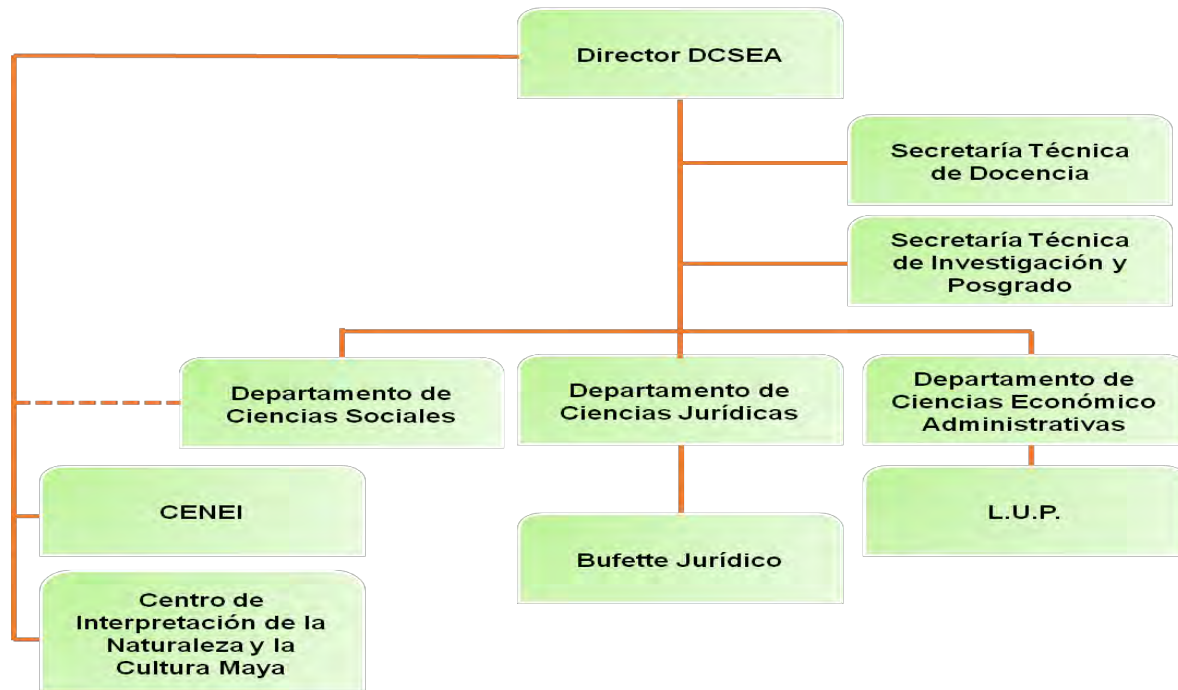 Director DCSEA
Secretaría Técnica
de Docencia
Secretaría Técnica
de Investigación y
Posgrado
Departamento de
Ciencias Sociales
Departamento de
Ciencias Jurídicas
Departamento de
Ciencias Económico
Administrativas
CENEI
Bufette Jurídico
L.U.P.
Centro de
Interpretación de la
Naturaleza y la
Cultura Maya